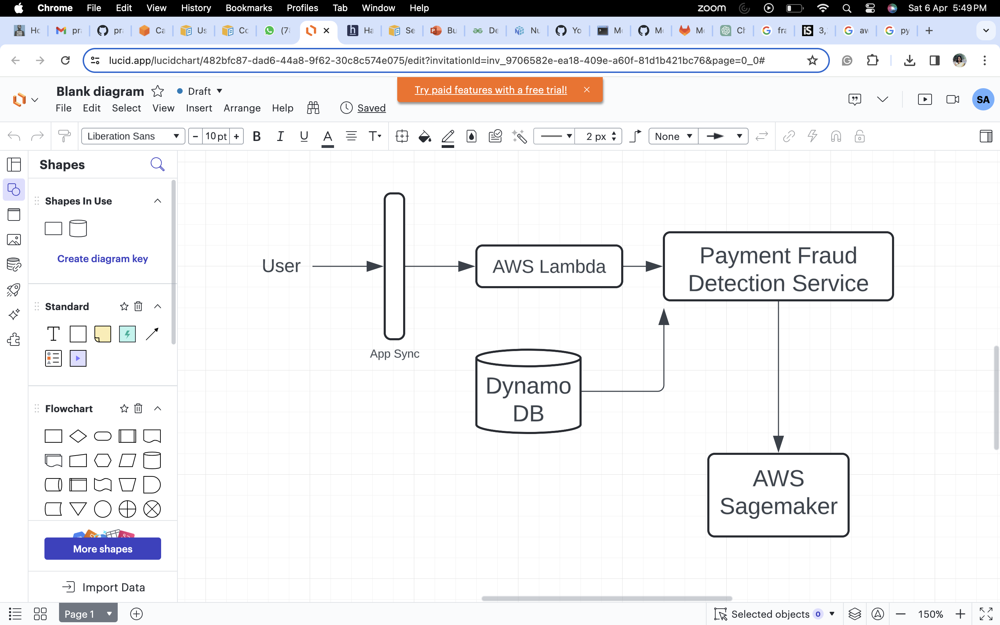 Chrome File Edit View History Bookmarks Profiles Tab Window Help zoom Sat 6 Apr 5:49 PM
Hc pr pr Ca Us Cc (7 Ha Se Bu De Nu Yo Mc Mc Mc Ch fra 3, aw py
lucid.app/lucidchart/482bfc87-dad6-44a8-9f62-30c8c574e075/edit?invitationId=inv_9706582e-ea18-409e-a60f-81d1b421bc76&page=0_0#
Try paid features with a free trial!
Blank diagram Draft
File Edit Select View Insert Arrange Help Saved
SA
Liberation Sans 10 pt B I U A T 2 px None
Shapes
Shapes In Use
Create diagram key
Standard
T
Flowchart
More shapes
Import Data
User
App Sync
AWS Lambda
Payment Fraud
Detection Service
Dynamo
DB
AWS
Sagemaker
Page 1 Selected objects 0 150%